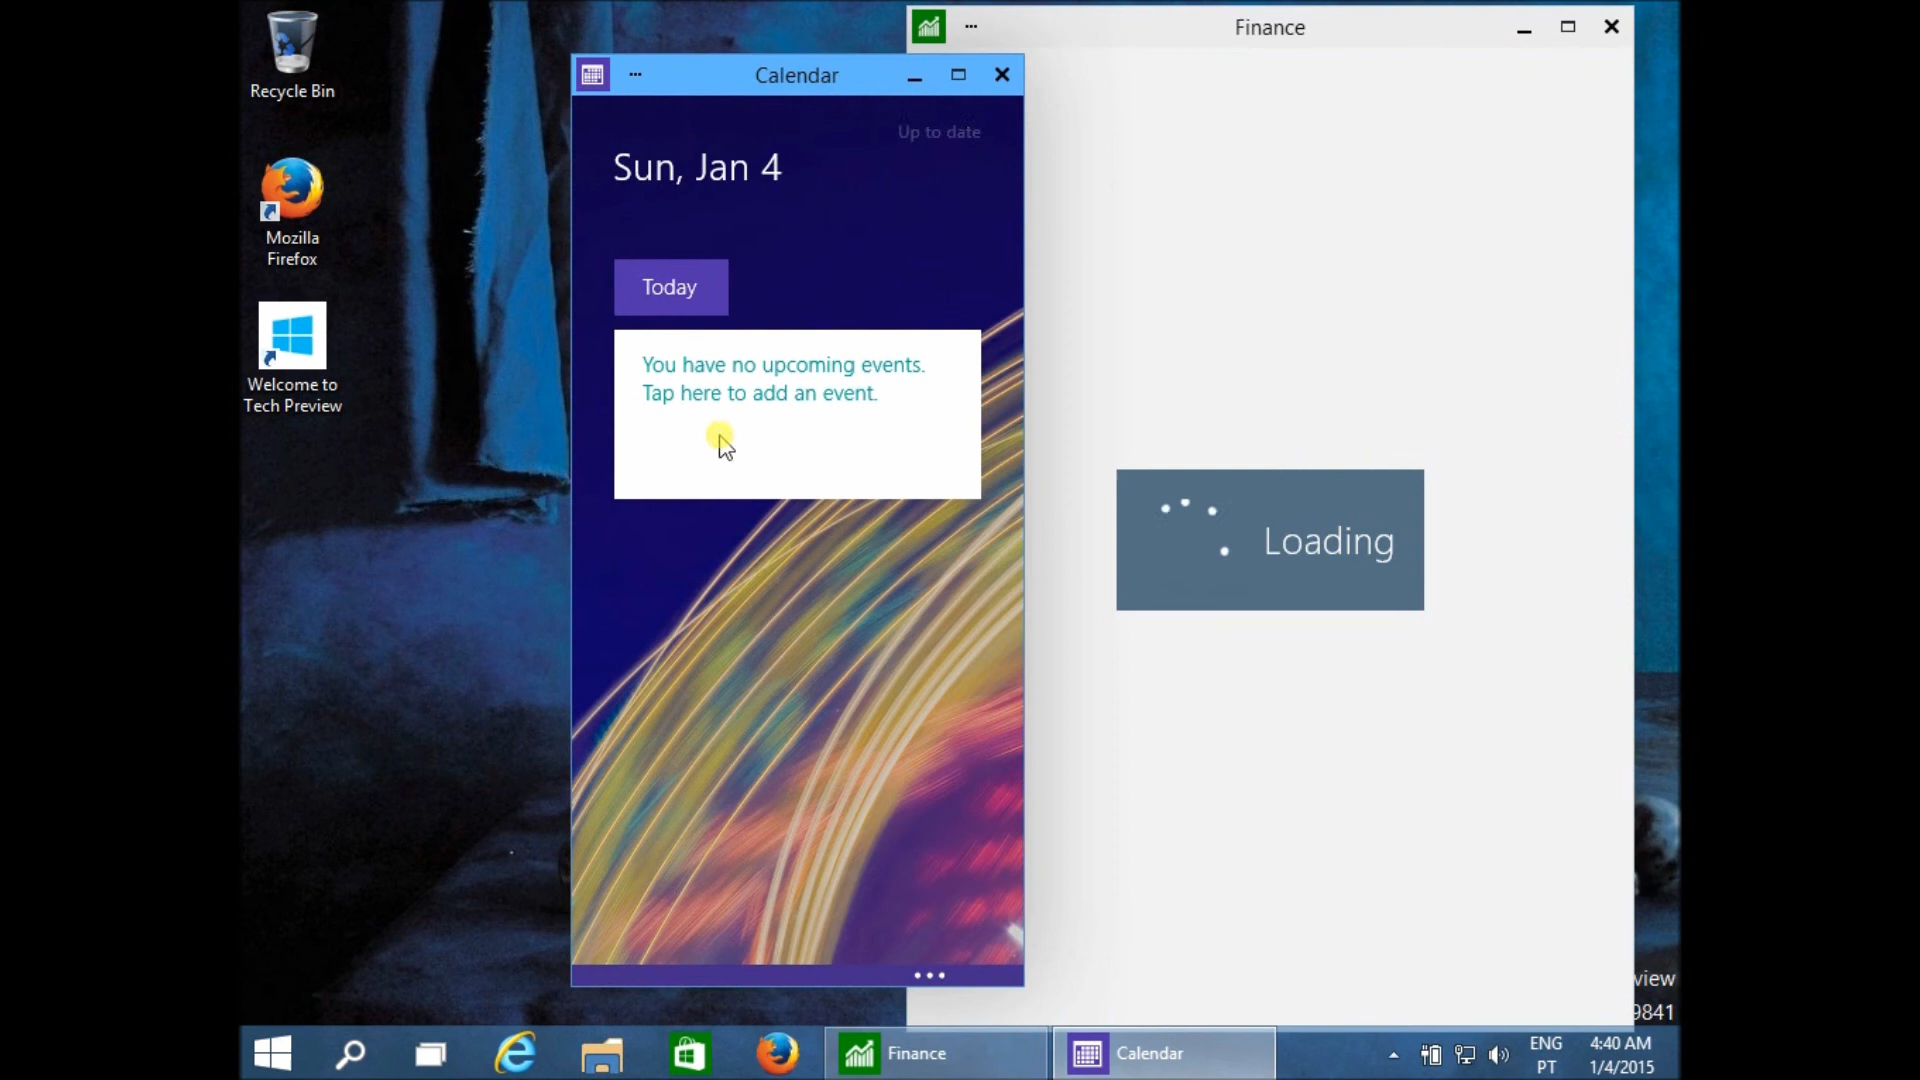 Recycle Bin
Mozilla
Firefox
Welcome to
Tech Preview
Finance
Calendar
Up to date
Sun, Jan 4
Today
You have no upcoming events.
Tap here to add an event.
Loading
view
9841
Finance
Calendar
ENG
PT
4:40 AM
1/4/2015